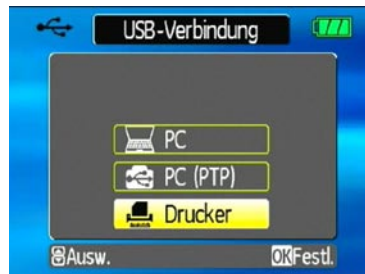 USB-Verbindung
PC
PC (PTP)
Drucker
Ausw.
OK Festl.